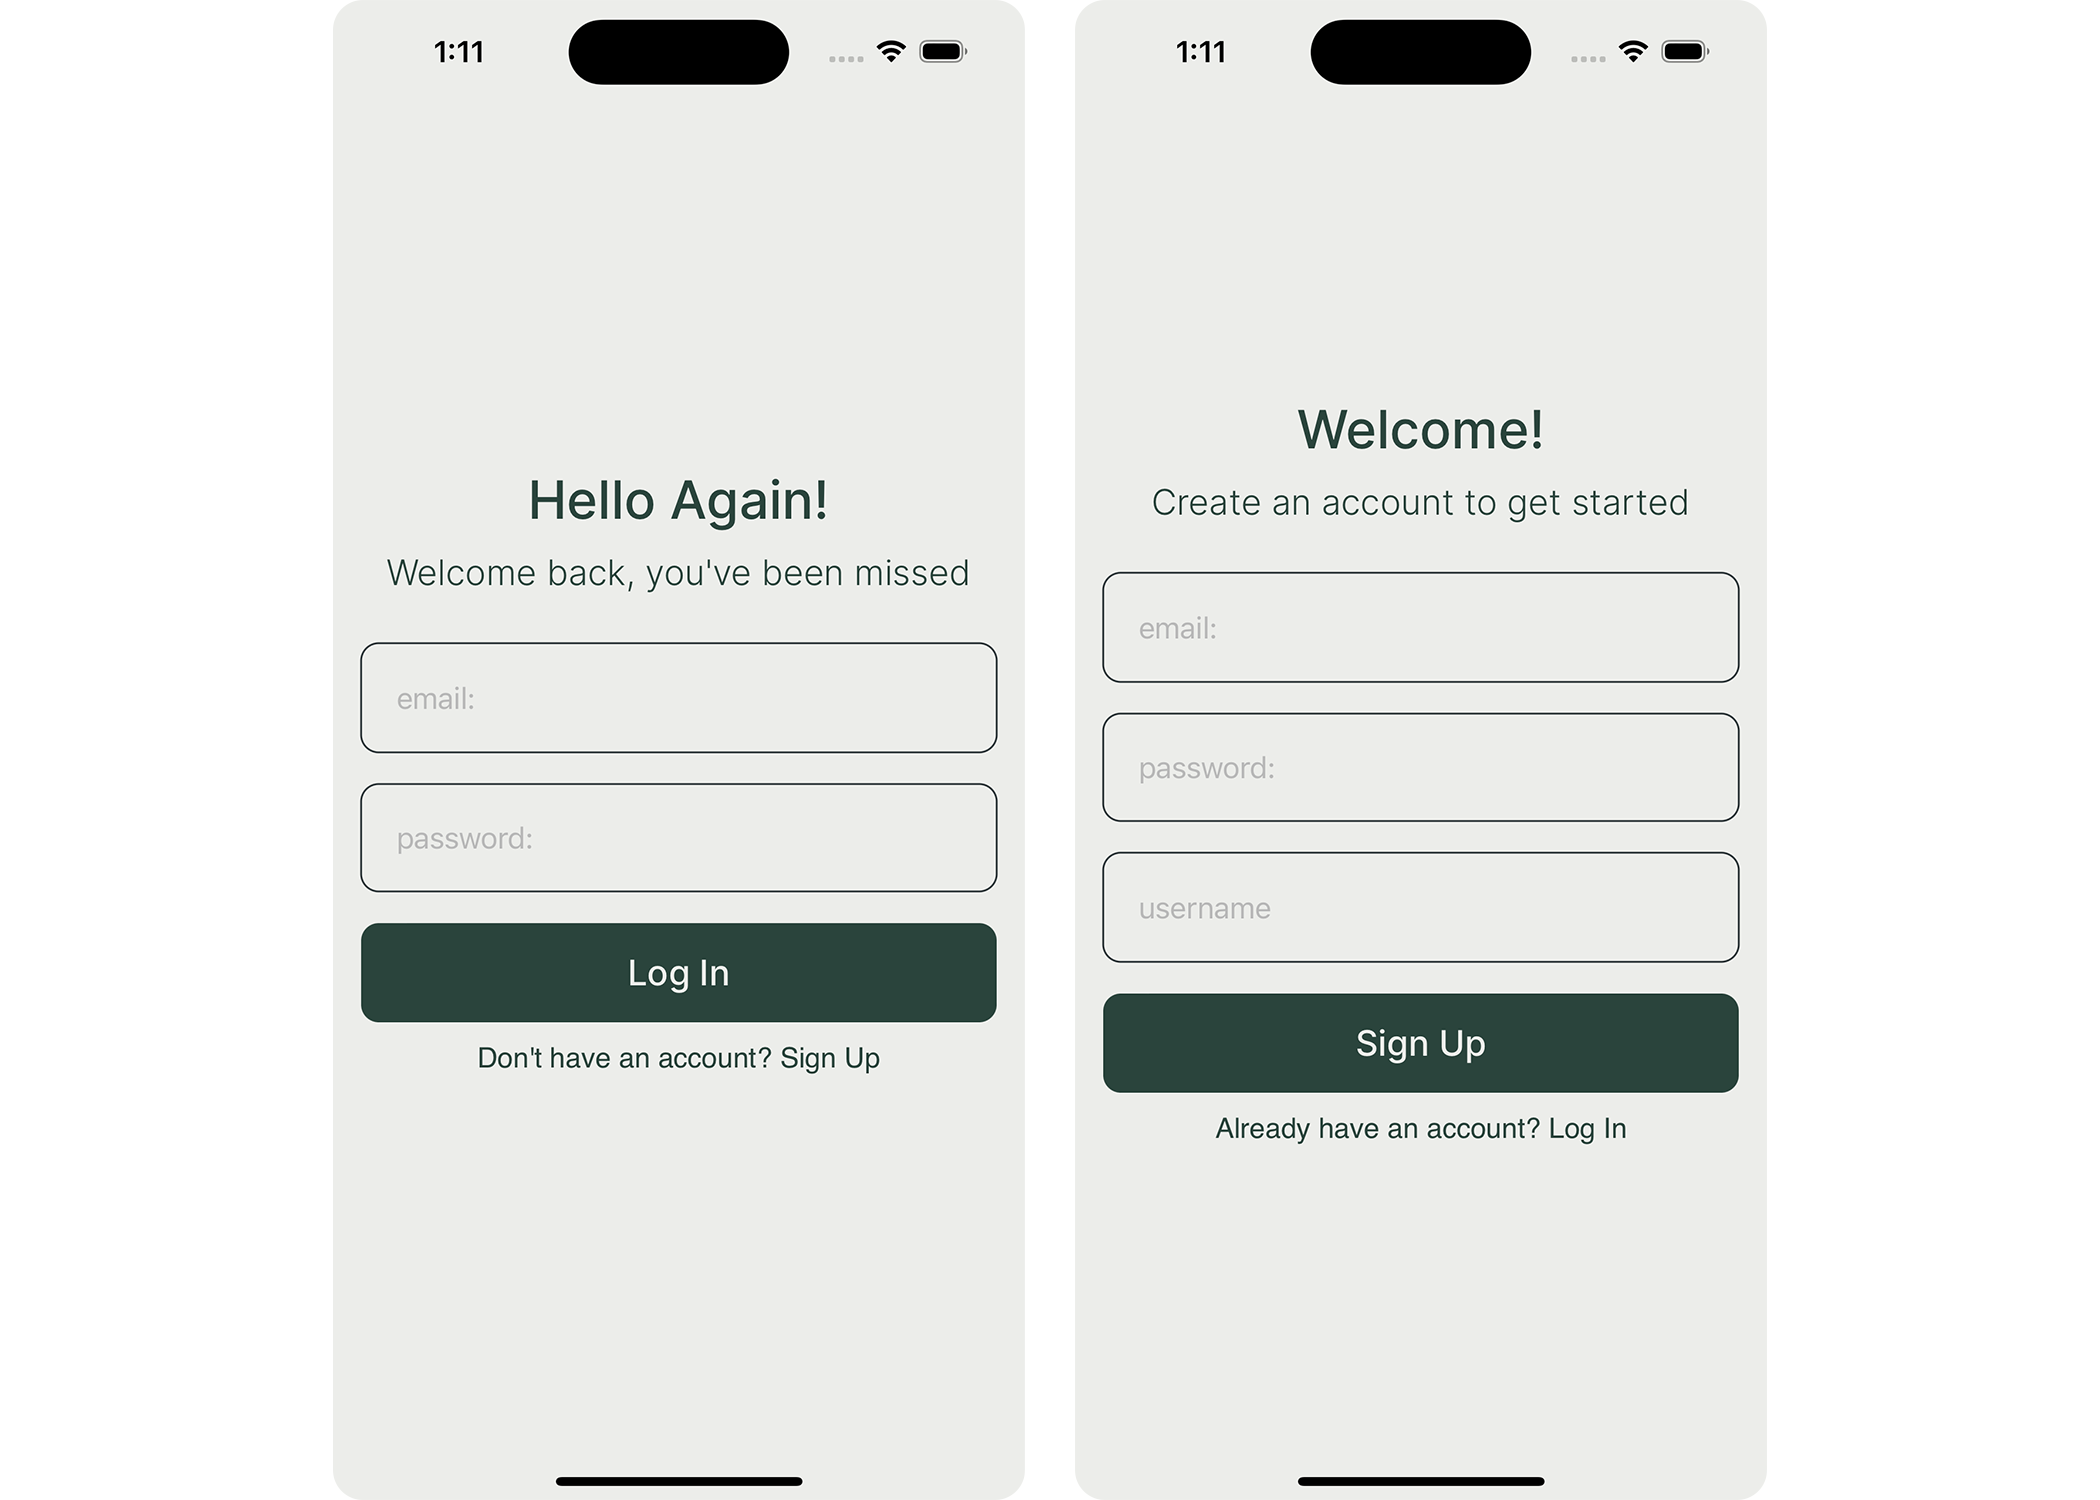 1:11
Hello Again!
Welcome back, you've been missed
email:
password:
Log In
Don't have an account? Sign Up
1:11
Welcome!
Create an account to get started
email:
password:
username
Sign Up
Already have an account? Log In